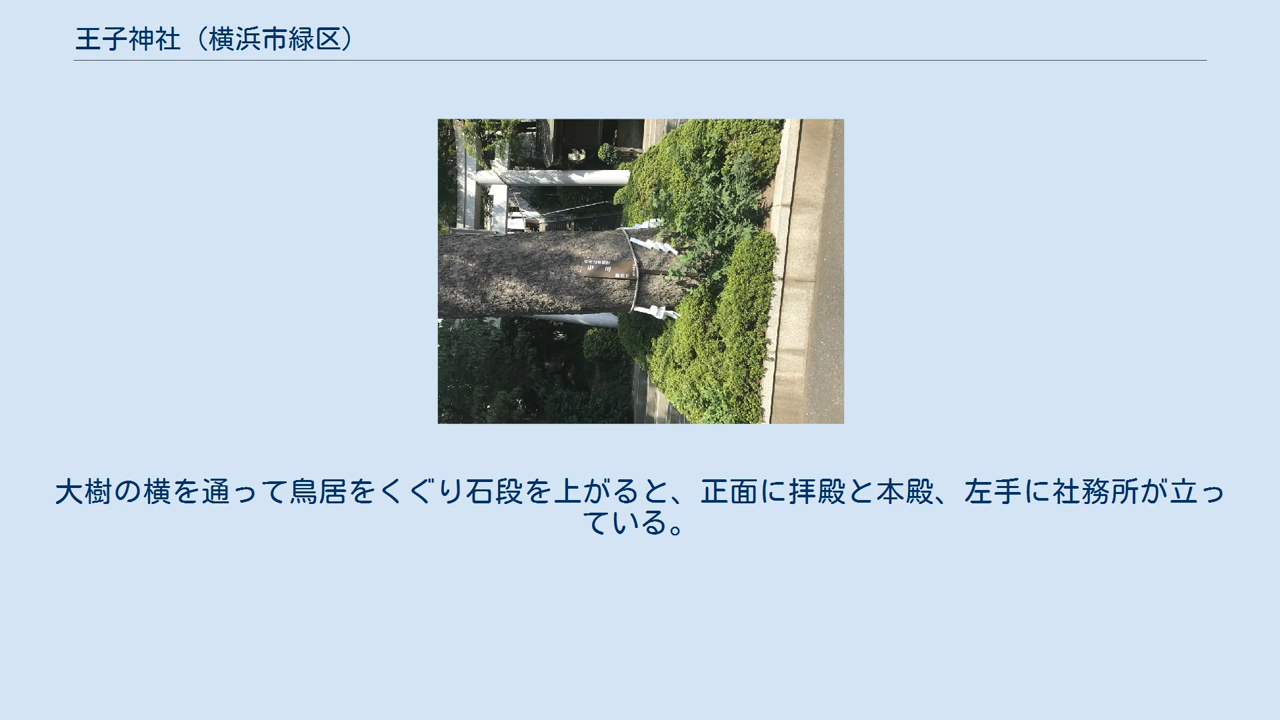 王子神社（横浜市緑区）
大樹の横を通って鳥居をくぐり石段を上がると、正面に拝殿と本殿、左手に社務所が立っ
ている。